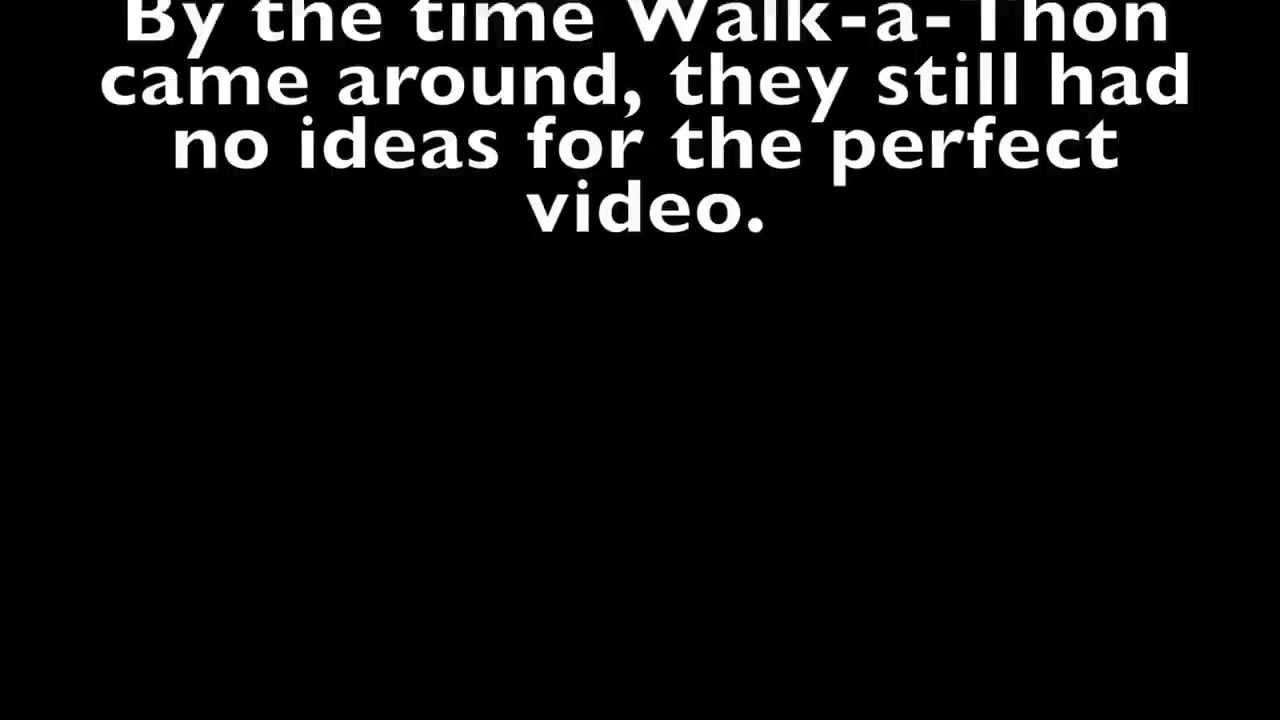 By the time Walk-a-Thon
came around, they still had
no ideas for the perfect
video.